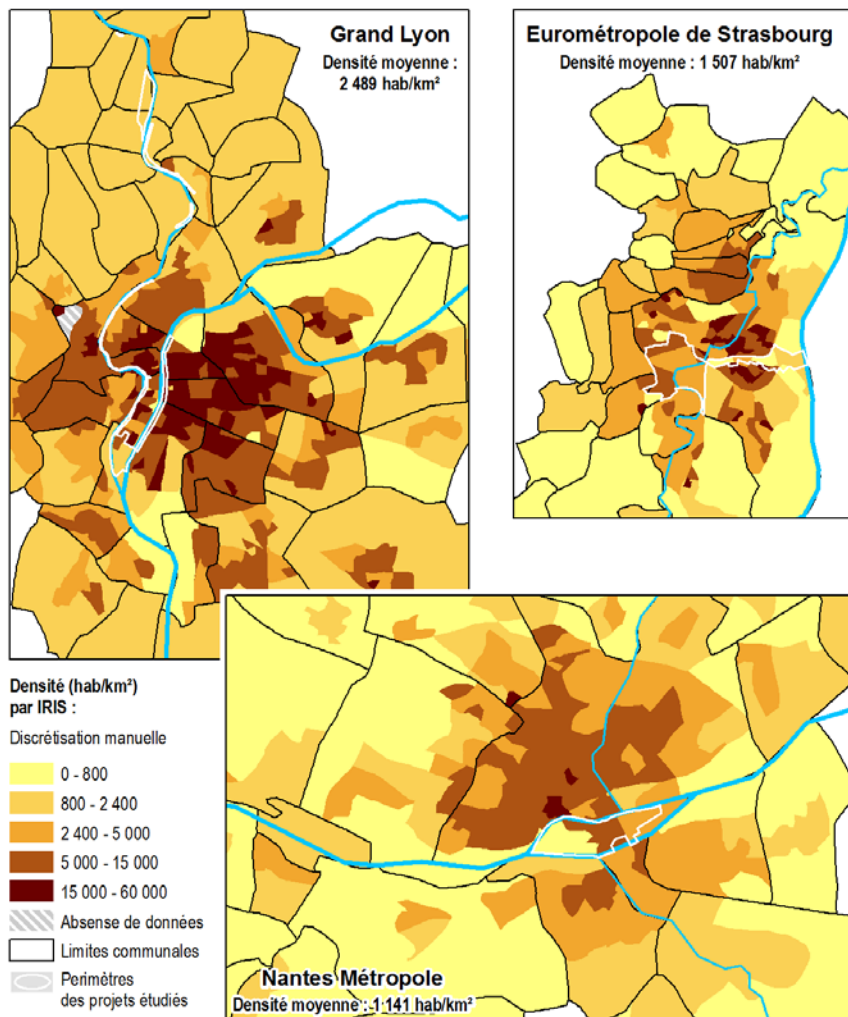 Grand Lyon
Densité moyenne :
2 489 hab/km²
Eurométropole de Strasbourg
Densité moyenne : 1 507 hab/km²
Densité (hab/km²)
par IRIS :
Discrétisation manuelle
0 - 800
800 - 2 400
2 400 - 5 000
5 000 - 15 000
15 000 - 60 000
Absense de données
Limites communales
Perimètres
des projets étudiés
Nantes Métropole
Densité moyenne : 1 141 hab/km²